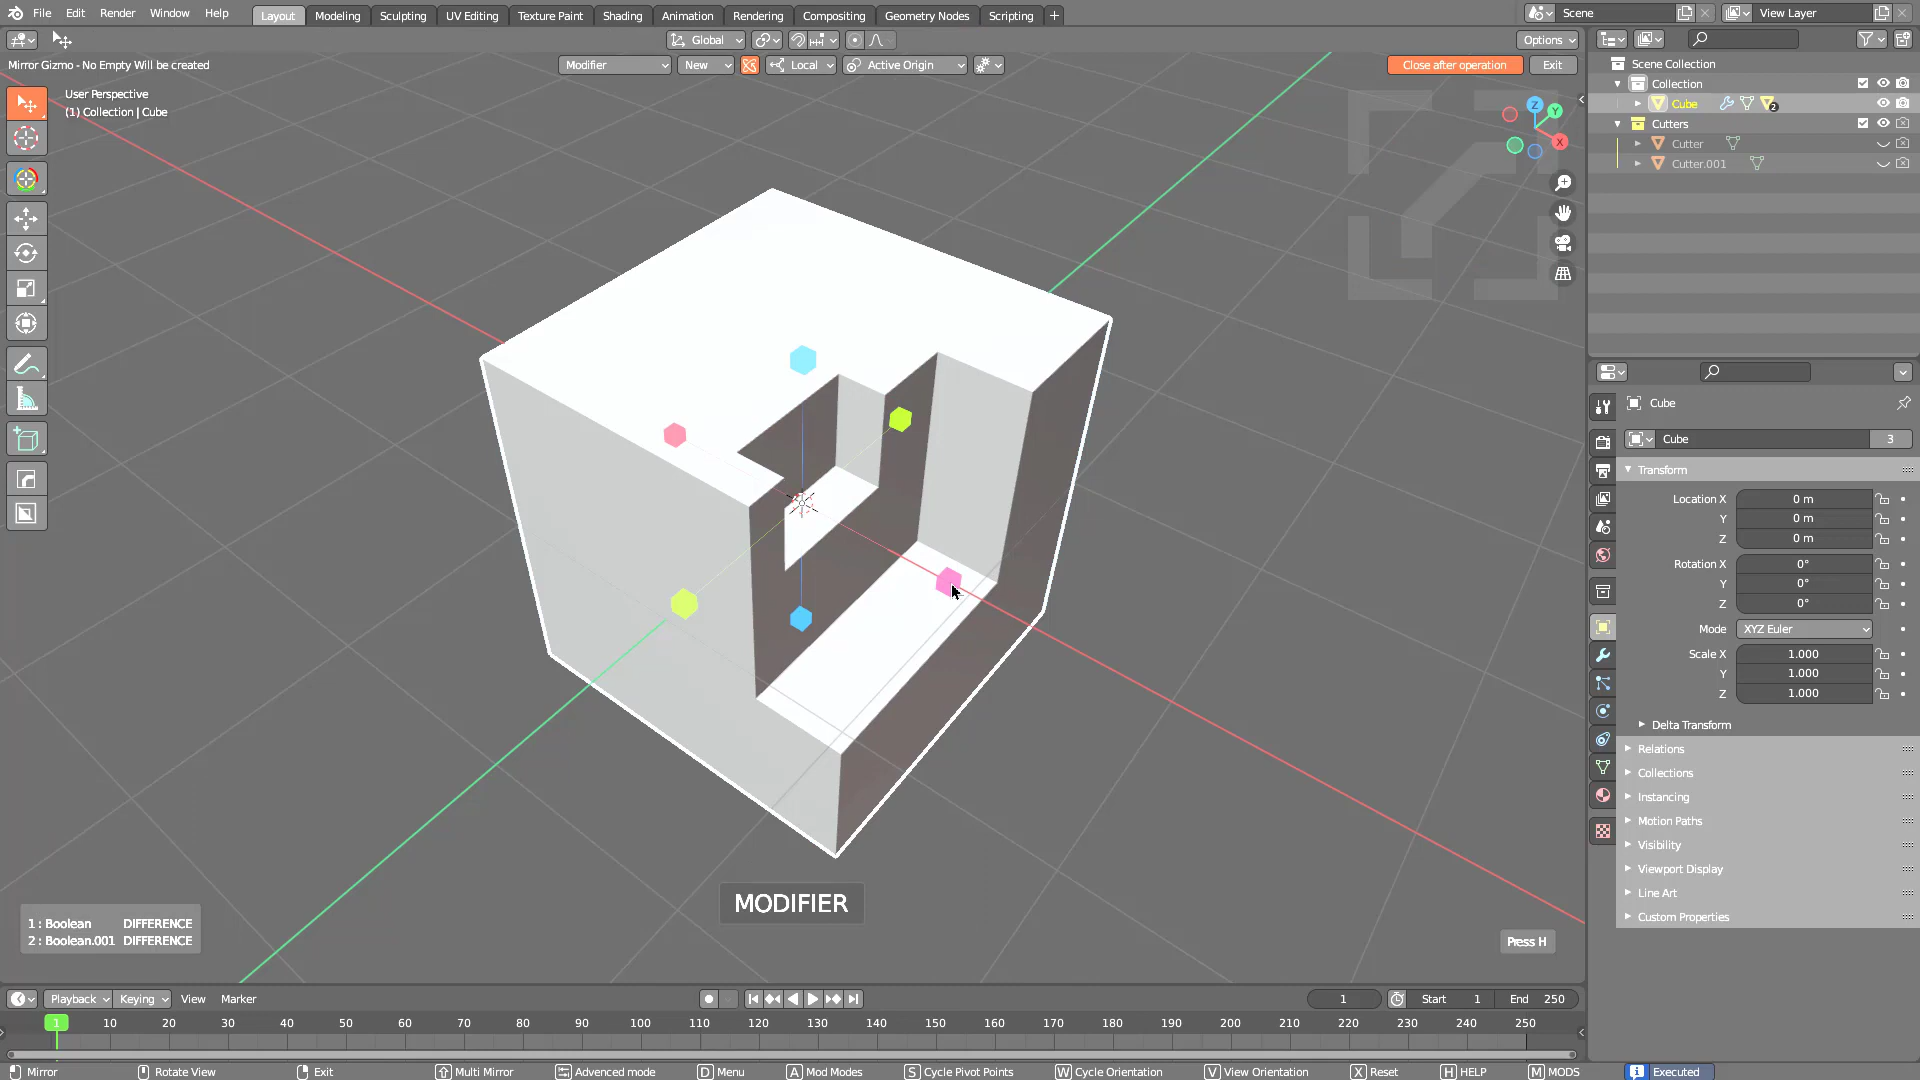 File Edit Render Window Help Layout Modeling Sculpting UV Editing Texture Paint Shading Animation Rendering Compositing Geometry Nodes Scripting + Scene View Layer
Global Options
Mirror Gizmo - No Empty Will be created Modifier New Local Active Origin Close after operation Exit
User Perspective
(1) Collection | Cube
Z
Y
X
Scene Collection
Collection
Cube 2
Cutters
Cutter
Cutter.001
Cube
Cube 3
Transform
Location X 0 m
Y 0 m
Z 0 m
Rotation X 0°
Y 0°
Z 0°
Mode XYZ Euler
Scale X 1.000
Y 1.000
Z 1.000
Delta Transform
Relations
Collections
Instancing
Motion Paths
Visibility
Viewport Display
Line Art
Custom Properties
MODIFIER
1 : Boolean DIFFERENCE
2 : Boolean.001 DIFFERENCE
Press H
Playback Keying View Marker 1 Start 1 End 250
1 10 20 30 40 50 60 70 80 90 100 110 120 130 140 150 160 170 180 190 200 210 220 230 240 250
Mirror Rotate View Exit Multi Mirror Advanced mode D Menu A Mod Modes S Cycle Pivot Points W Cycle Orientation V View Orientation X Reset H HELP M MODS Executed